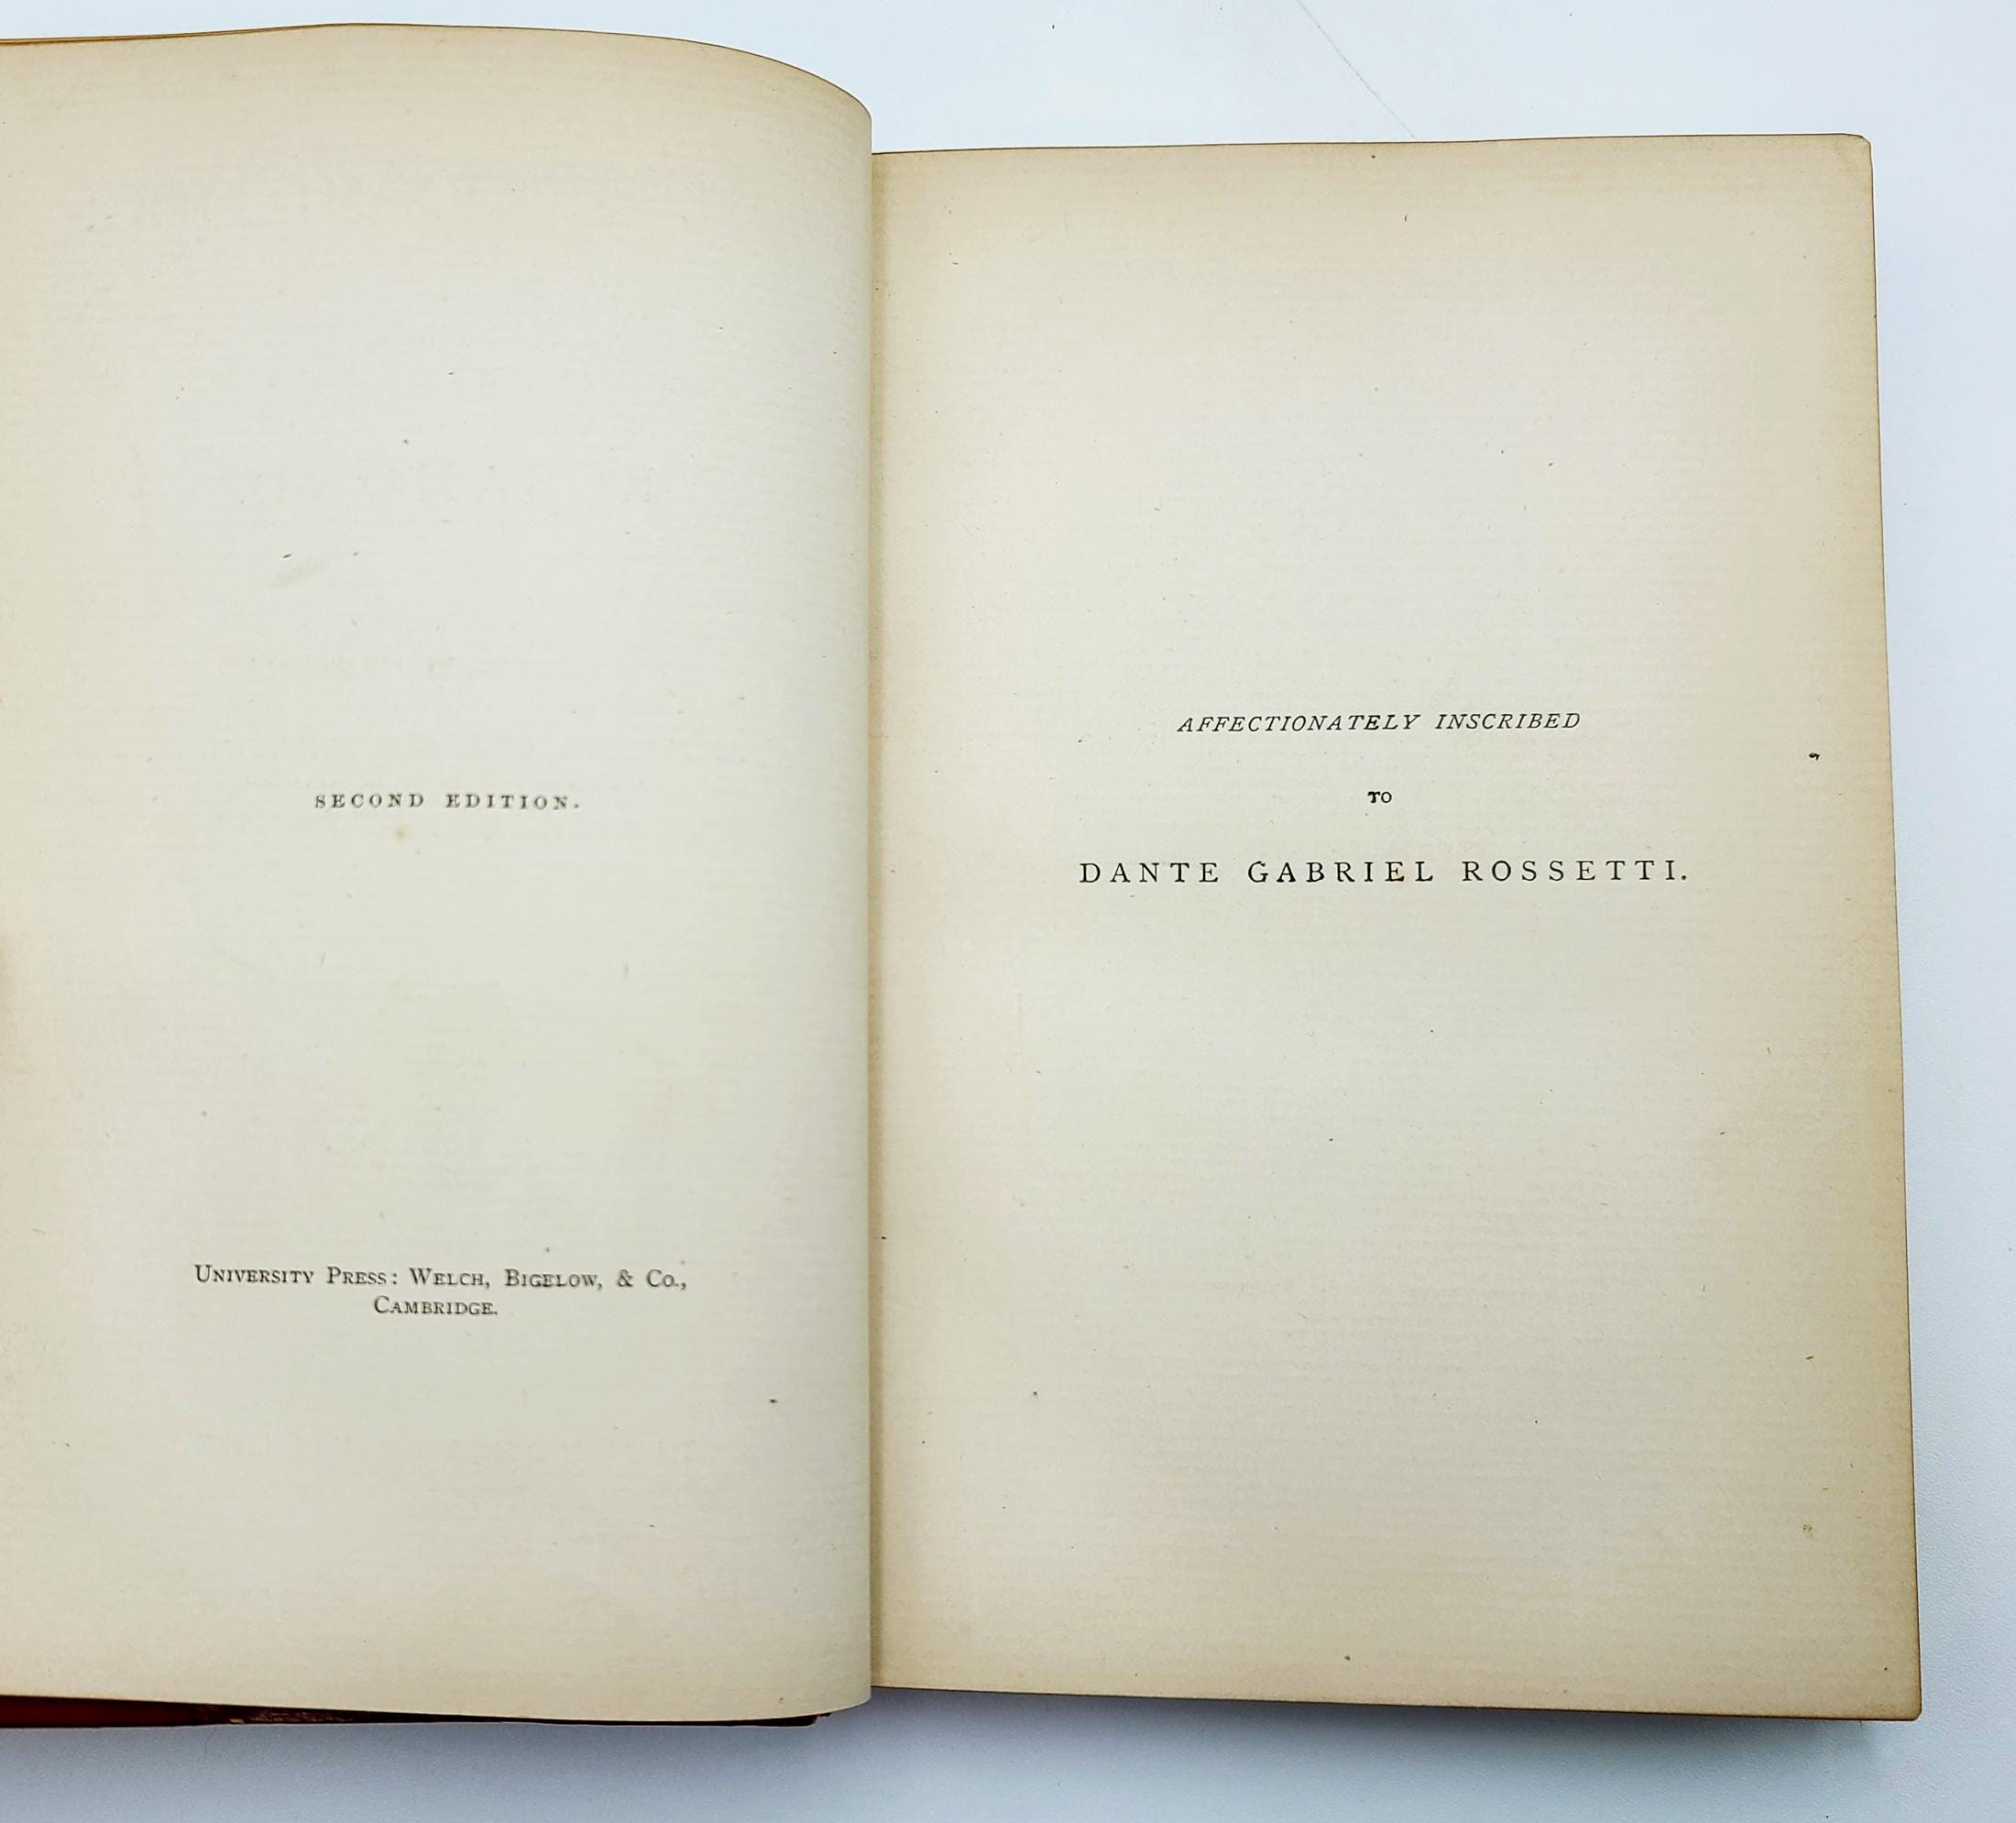 SECOND EDITION.
UNIVERSITY PRESS: WELCH, BIGELOW, & CO.,
CAMBRIDGE.
AFFECTIONATELY INSCRIBED
TO
DANTE GABRIEL ROSSETTI.